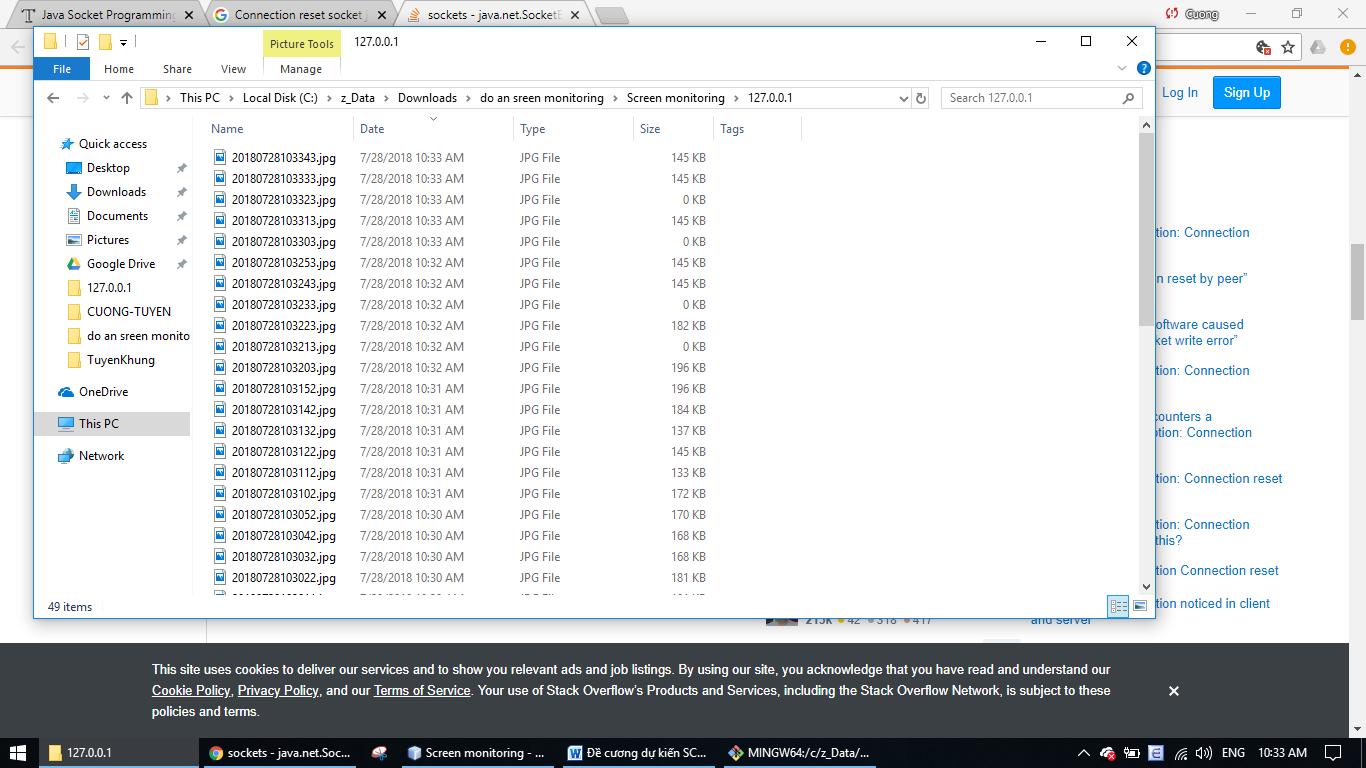 Java Socket Programming
Connection reset socket j
sockets - java.net.SocketE
Cuong
Picture Tools
127.0.0.1
File
Home
Share
View
Manage
This PC > Local Disk (C:) > z_Data > Downloads > do an sreen monitoring > Screen monitoring > 127.0.0.1
Search 127.0.0.1
Log In
Sign Up
Quick access
Desktop
Downloads
Documents
Pictures
Google Drive
127.0.0.1
CUONG-TUYEN
do an sreen monito
TuyenKhung
OneDrive
This PC
Network
Name Date Type Size Tags
20180728103343.jpg 7/28/2018 10:33 AM JPG File 145 KB
20180728103333.jpg 7/28/2018 10:33 AM JPG File 145 KB
20180728103323.jpg 7/28/2018 10:33 AM JPG File 0 KB
20180728103313.jpg 7/28/2018 10:33 AM JPG File 145 KB
20180728103303.jpg 7/28/2018 10:33 AM JPG File 0 KB
20180728103253.jpg 7/28/2018 10:32 AM JPG File 145 KB
20180728103243.jpg 7/28/2018 10:32 AM JPG File 145 KB
20180728103233.jpg 7/28/2018 10:32 AM JPG File 0 KB
20180728103223.jpg 7/28/2018 10:32 AM JPG File 182 KB
20180728103213.jpg 7/28/2018 10:32 AM JPG File 0 KB
20180728103203.jpg 7/28/2018 10:32 AM JPG File 196 KB
20180728103152.jpg 7/28/2018 10:31 AM JPG File 196 KB
20180728103142.jpg 7/28/2018 10:31 AM JPG File 184 KB
20180728103132.jpg 7/28/2018 10:31 AM JPG File 137 KB
20180728103122.jpg 7/28/2018 10:31 AM JPG File 145 KB
20180728103112.jpg 7/28/2018 10:31 AM JPG File 133 KB
20180728103102.jpg 7/28/2018 10:31 AM JPG File 172 KB
20180728103052.jpg 7/28/2018 10:30 AM JPG File 170 KB
20180728103042.jpg 7/28/2018 10:30 AM JPG File 168 KB
20180728103032.jpg 7/28/2018 10:30 AM JPG File 168 KB
20180728103022.jpg 7/28/2018 10:30 AM JPG File 181 KB
49 items
tion: Connection
n reset by peer”
oftware caused
ket write error”
tion: Connection
counters a
otion: Connection
tion: Connection reset
tion: Connection
this?
tion Connection reset
tion noticed in client
and server
215k 42 318 417
This site uses cookies to deliver our services and to show you relevant ads and job listings. By using our site, you acknowledge that you have read and understand our
Cookie Policy, Privacy Policy, and our Terms of Service. Your use of Stack Overflow’s Products and Services, including the Stack Overflow Network, is subject to these
policies and terms.
127.0.0.1
sockets - java.net.Soc...
Screen monitoring - ...
Đề cương dự kiến SC...
MINGW64:/c/z_Data/...
ENG
10:33 AM